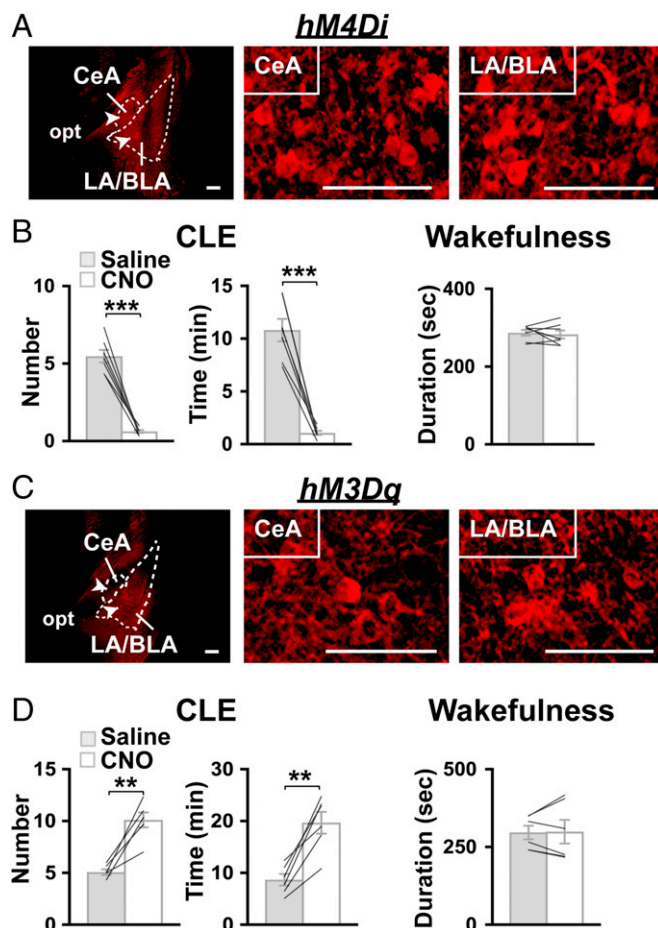 A
hM4Di
CeA
opt
LA/BLA
CeA
LA/BLA
B
CLE
Wakefulness
Saline
CNO
Number
10
5
0
***
Time (min)
15
10
5
0
***
Duration (sec)
400
200
0
C
hM3Dq
CeA
opt
LA/BLA
CeA
LA/BLA
D
CLE
Wakefulness
Saline
CNO
Number
15
10
5
0
**
Time (min)
30
20
10
0
**
Duration (sec)
500
250
0